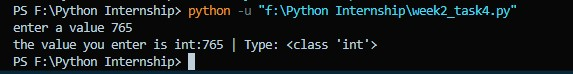 PS F:\Python Internship> python -u "f:\Python Internship\week2_task4.py"
enter a value 765
the value you enter is int:765 | Type: <class 'int'>
PS F:\Python Internship>